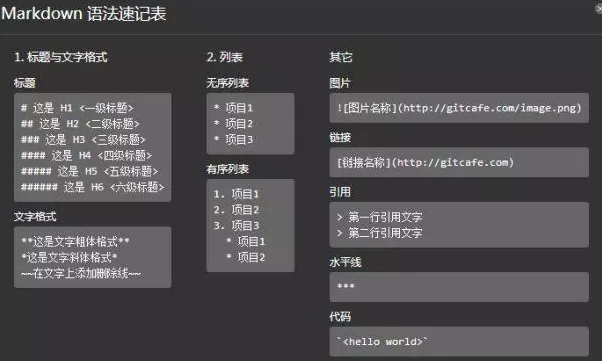 Markdown 语法速记表
1. 标题与文字格式
标题
# 这是 H1 <一级标题>
## 这是 H2 <二级标题>
### 这是 H3 <三级标题>
#### 这是 H4 <四级标题>
##### 这是 H5 <五级标题>
###### 这是 H6 <六级标题>
文字格式
**这是文字粗体格式**
*这是文字斜体格式*
~~在文字上添加删除线~~
2. 列表
无序列表
* 项目1
* 项目2
* 项目3
有序列表
1. 项目1
2. 项目2
3. 项目3
* 项目1
* 项目2
其它
图片
![图片名称](http://gitcafe.com/image.png)
链接
[链接名称](http://gitcafe.com)
引用
> 第一行引用文字
> 第二行引用文字
水平线
***
代码
`<hello world>`